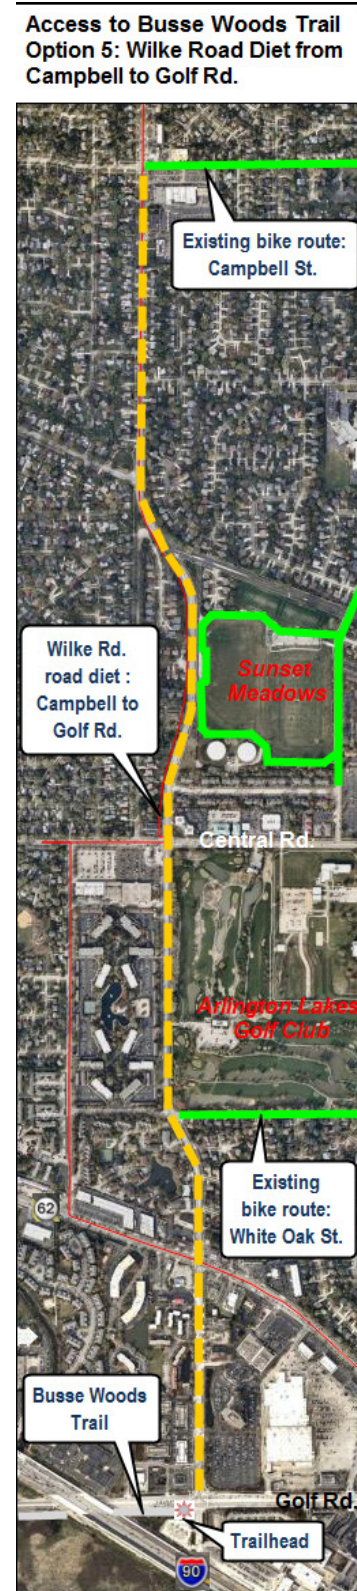 Access to Busse Woods Trail
Option 5: Wilke Road Diet from
Campbell to Golf Rd.
Existing bike route:
Campbell St.
Wilke Rd.
road diet :
Campbell to
Golf Rd.
Sunset
Meadows
Central Rd.
Arlington Lakes
Golf Club
Existing
bike route:
White Oak St.
62
Busse Woods
Trail
Golf Rd.
Trailhead
90